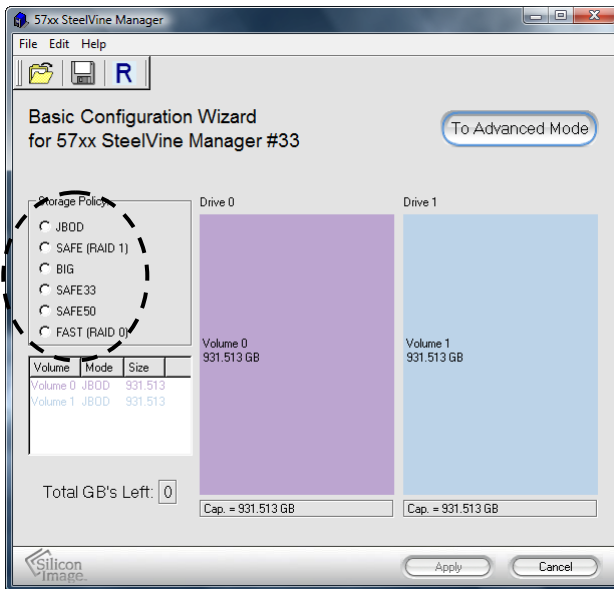 57xx SteelVine Manager
File Edit Help
R
Basic Configuration Wizard
for 57xx SteelVine Manager #33
To Advanced Mode
Storage Policy:
JBOD
SAFE (RAID 1)
BIG
SAFE33
SAFE50
FAST (RAID 0)
Drive 0
Drive 1
Volume 0
931.513 GB
Volume 1
931.513 GB
Volume Mode Size
Volume 0 JBOD 931.513
Volume 1 JBOD 931.513
Total GB's Left: 0
Cap. = 931.513 GB
Cap. = 931.513 GB
Silicon
Image.
Apply
Cancel